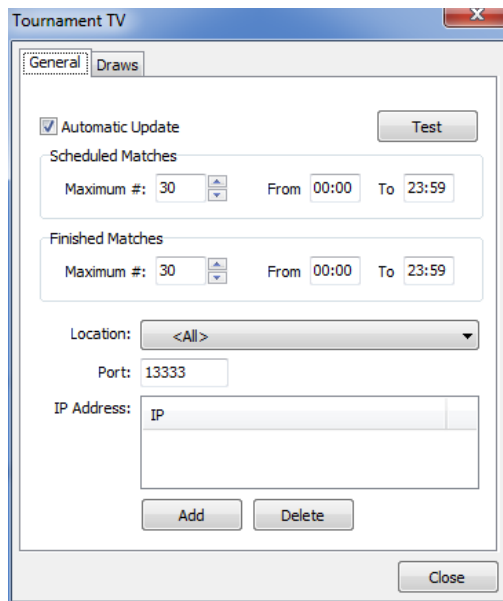 Tournament TV
General Draws
Automatic Update Test
Scheduled Matches
Maximum #: 30 From 00:00 To 23:59
Finished Matches
Maximum #: 30 From 00:00 To 23:59
Location: <All>
Port: 13333
IP Address: IP
Add Delete
Close